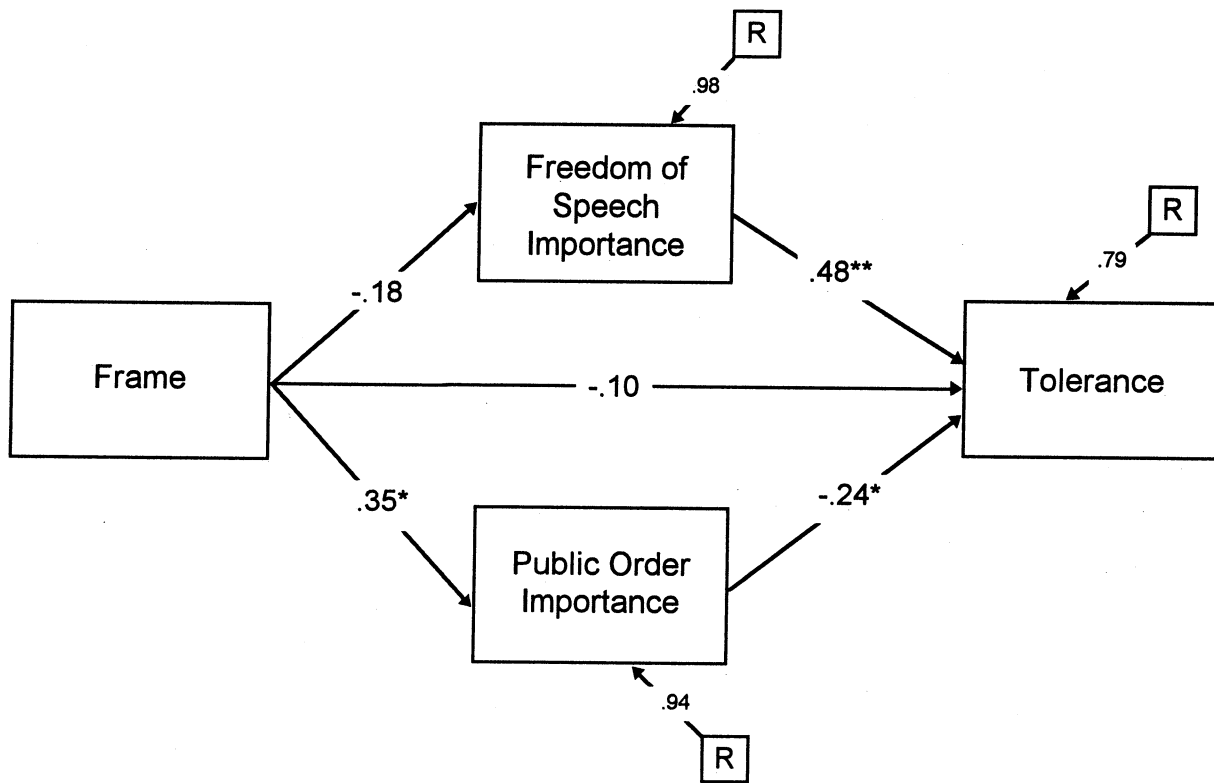 R
.98
Freedom of
Speech
Importance
R
.79
-.18
.48**
Frame
-.10
Tolerance
.35*
-.24*
Public Order
Importance
.94
R